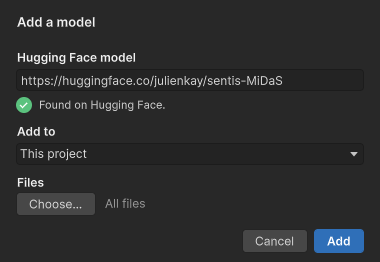 Add a model
Hugging Face model
https://huggingface.co/julienkay/sentis-MiDaS
Found on Hugging Face.
Add to
This project
Files
Choose... All files
Cancel Add